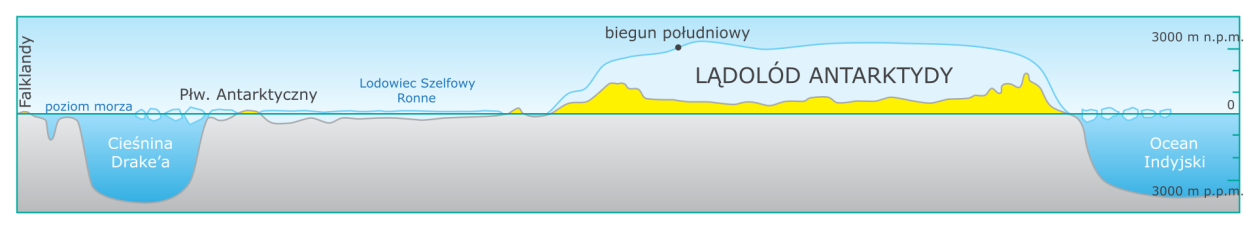 Falklandy
poziom morza
Cieśnina
Drake’a
Płw. Antarktyczny
Lodowiec Szelfowy
Ronne
biegun południowy
LĄDOLÓD ANTARKTYDY
3000 m n.p.m.
0
Ocean
Indyjski
3000 m p.p.m.